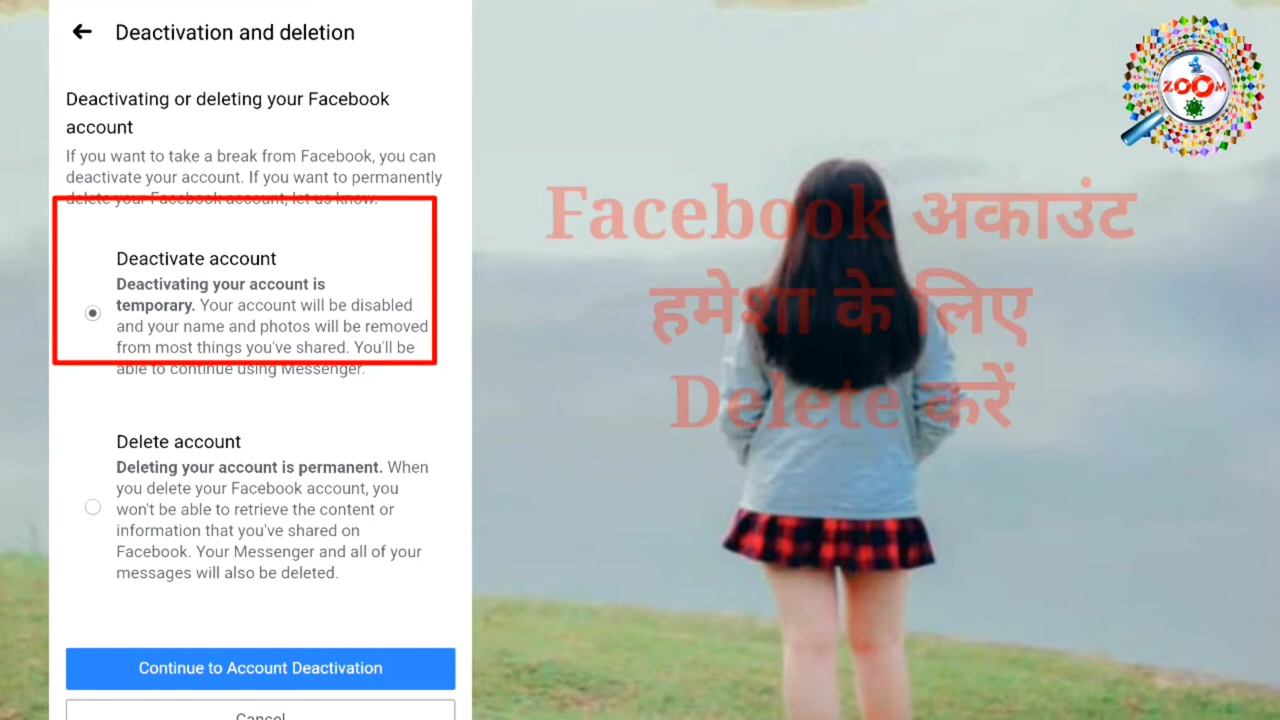 Deactivation and deletion
Deactivating or deleting your Facebook
account
If you want to take a break from Facebook, you can
deactivate your account. If you want to permanently
delete your Facebook account, let us know.
Deactivate account
Deactivating your account is
temporary. Your account will be disabled
and your name and photos will be removed
from most things you've shared. You'll be
able to continue using Messenger.
Delete account
Deleting your account is permanent. When
you delete your Facebook account, you
won't be able to retrieve the content or
information that you've shared on
Facebook. Your Messenger and all of your
messages will also be deleted.
Continue to Account Deactivation
Cancel
ZOOM
Facebook अकाउंट
हमेशा के लिए
Delete करें